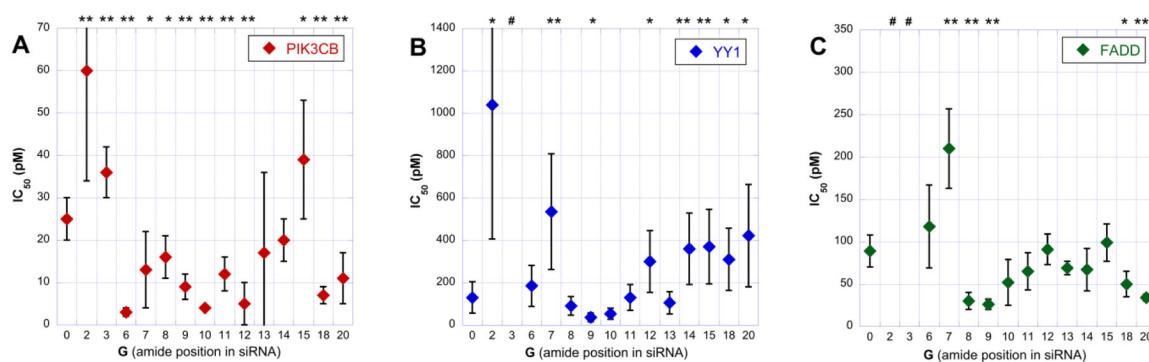 ** ** ** * * ** ** ** ** * ** **
A
PIK3CB
IC50 (pM)
70
60
50
40
30
20
10
0
0 2 3 6 7 8 9 10 11 12 13 14 15 18 20
G (amide position in siRNA)
* # ** * * ** ** * *
B
YY1
IC50 (pM)
1400
1200
1000
800
600
400
200
0
0 2 3 6 7 8 9 10 11 12 13 14 15 18 20
G (amide position in siRNA)
# # ** ** ** * **
C
FADD
IC50 (pM)
350
300
250
200
150
100
50
0
0 2 3 6 7 8 9 10 11 12 13 14 15 18 20
G (amide position in siRNA)